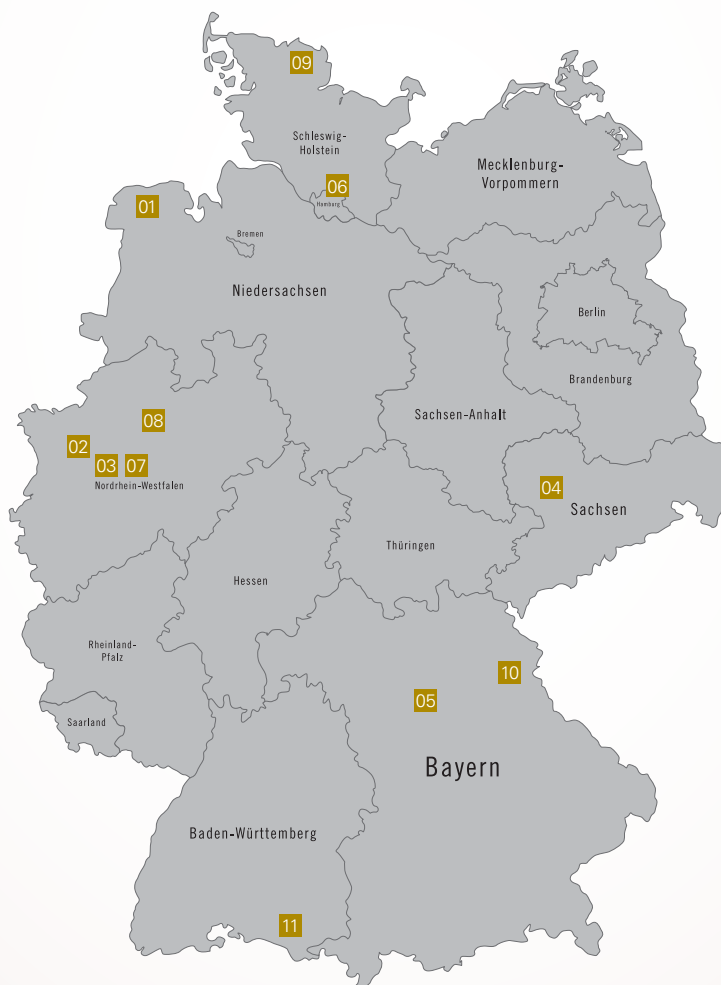 09
Schleswig-
Holstein
Mecklenburg-
Vorpommern
06
Hamburg
01
Bremen
Niedersachsen
Berlin
Brandenburg
Sachsen-Anhalt
08
02
03
07
Nordrhein-Westfalen
04
Sachsen
Thüringen
Hessen
Rheinland-
Pfalz
10
05
Saarland
Bayern
Baden-Württemberg
11